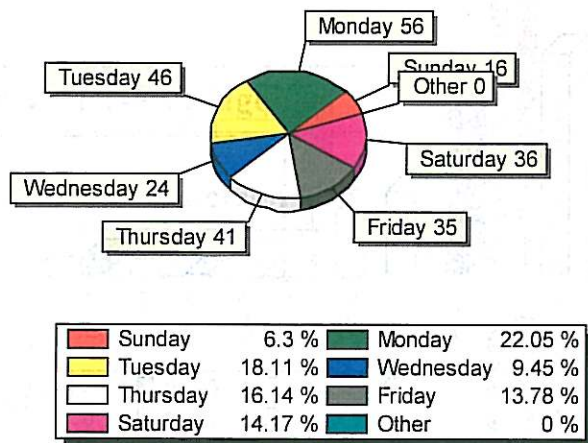 Monday 56
Sunday 16
Other 0
Tuesday 46
Saturday 36
Wednesday 24
Friday 35
Thursday 41
Sunday 6.3 % Monday 22.05 %
Tuesday 18.11 % Wednesday 9.45 %
Thursday 16.14 % Friday 13.78 %
Saturday 14.17 % Other 0 %